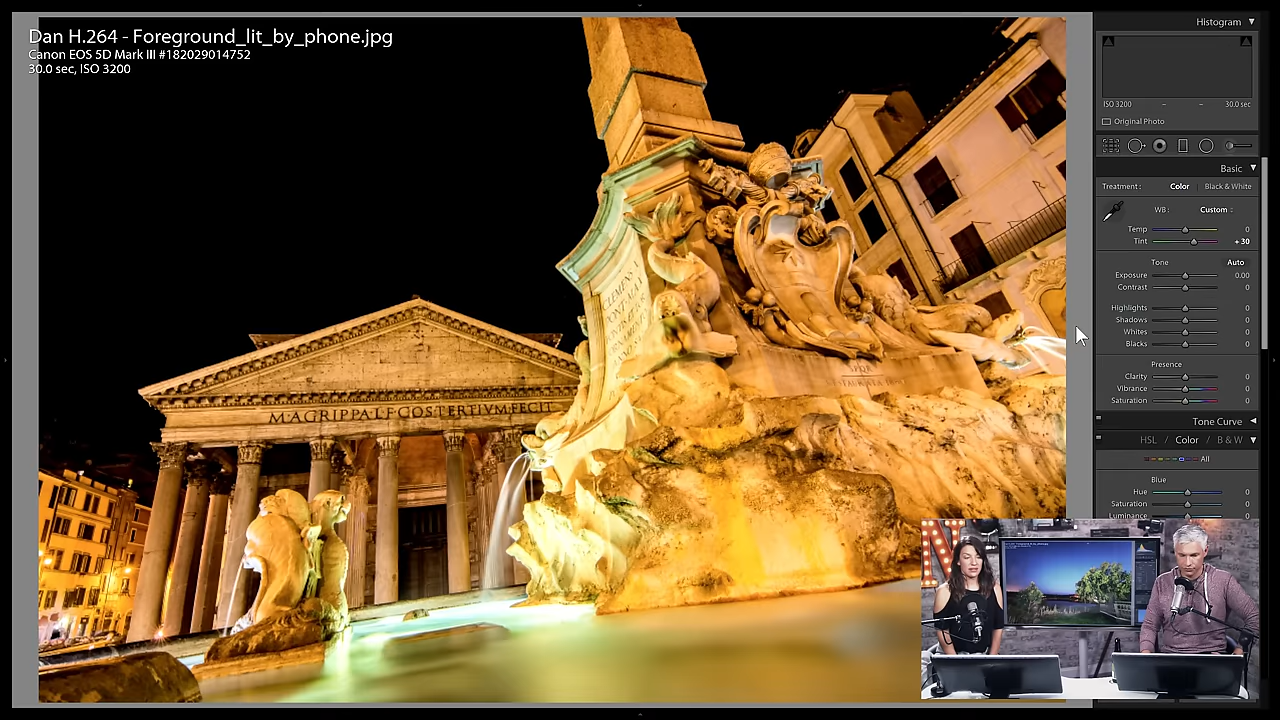 Dan H.264 - Foreground_lit_by_phone.jpg
Canon EOS 5D Mark III #182029014752
30.0 sec, ISO 3200
M·AGRIPPA·L·F·COS·TERTIVM·FECIT
Histogram
ISO 3200 – – 30.0 sec
Original Photo
Basic
Treatment: Color Black & White
WB: Custom
Temp 0
Tint + 30
Tone Auto
Exposure 0.00
Contrast 0
Highlights 0
Shadows 0
Whites 0
Blacks 0
Presence
Clarity 0
Vibrance 0
Saturation 0
Tone Curve
HSL / Color / B & W
All
Blue
Hue 0
Saturation 0
Luminance 0